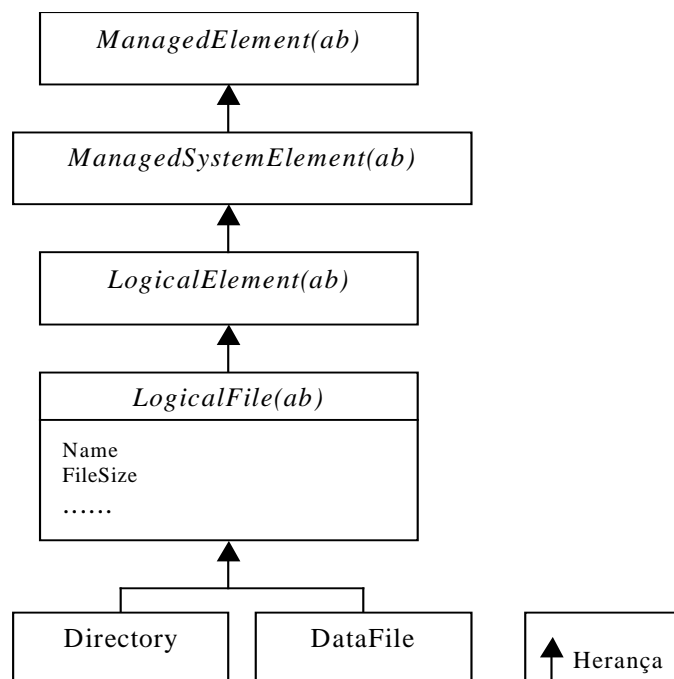 ManagedElement(ab)
ManagedSystemElement(ab)
LogicalElement(ab)
LogicalFile(ab)
Name
FileSize
......
Directory
DataFile
Herança